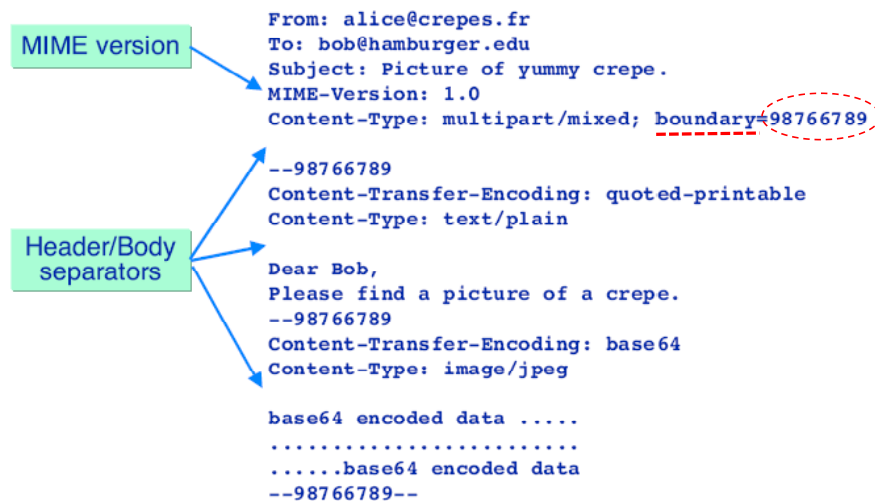 MIME version
From: alice@crepes.fr
To: bob@hamburger.edu
Subject: Picture of yummy crepe.
MIME-Version: 1.0
Content-Type: multipart/mixed; boundary=98766789
--98766789
Content-Transfer-Encoding: quoted-printable
Content-Type: text/plain
Header/Body
separators
Dear Bob,
Please find a picture of a crepe.
--98766789
Content-Transfer-Encoding: base64
Content-Type: image/jpeg
base64 encoded data .....
.........................
......base64 encoded data
--98766789--